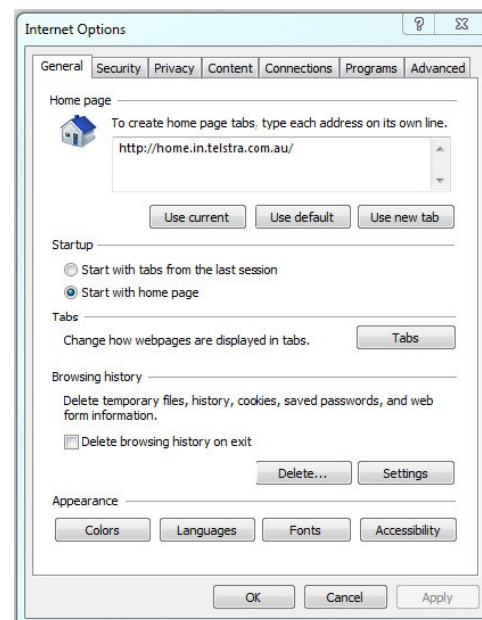 Internet Options
General Security Privacy Content Connections Programs Advanced
Home page
To create home page tabs, type each address on its own line.
http://home.in.telstra.com.au/
Use current Use default Use new tab
Startup
Start with tabs from the last session
Start with home page
Tabs
Change how webpages are displayed in tabs. Tabs
Browsing history
Delete temporary files, history, cookies, saved passwords, and web
form information.
Delete browsing history on exit
Delete... Settings
Appearance
Colors Languages Fonts Accessibility
OK Cancel Apply